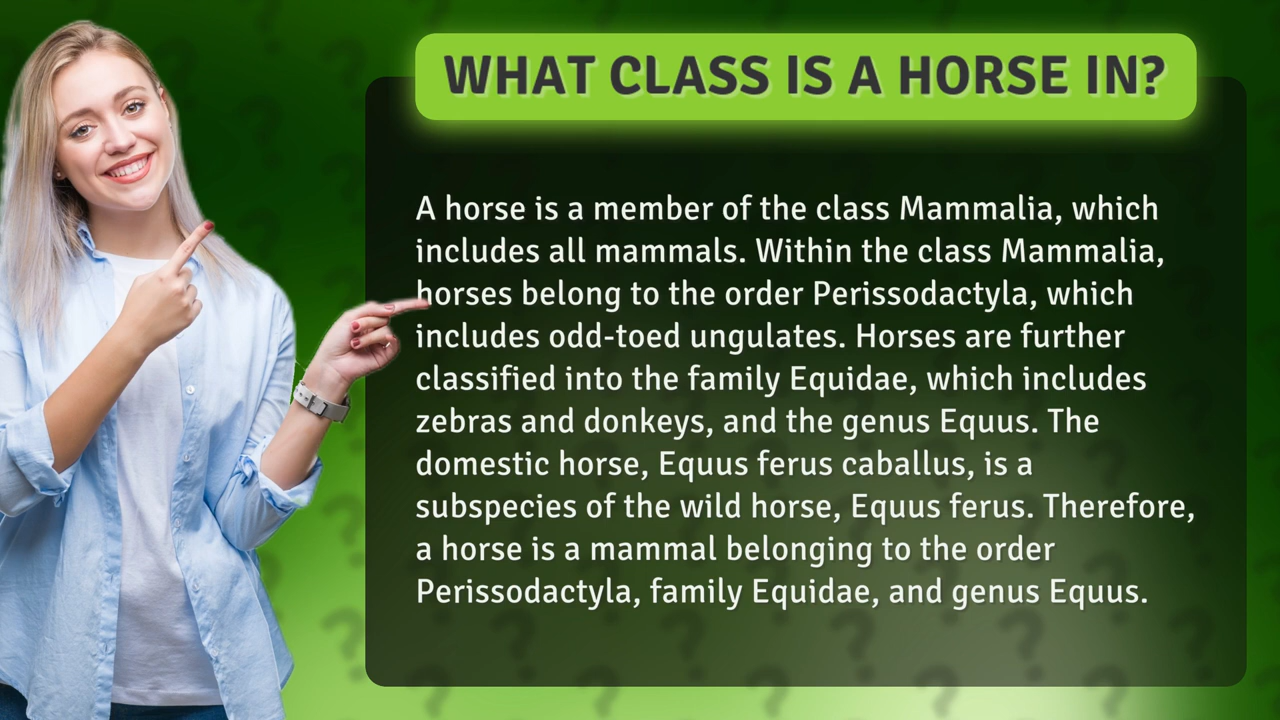 WHAT CLASS IS A HORSE IN?
A horse is a member of the class Mammalia, which
includes all mammals. Within the class Mammalia,
horses belong to the order Perissodactyla, which
includes odd-toed ungulates. Horses are further
classified into the family Equidae, which includes
zebras and donkeys, and the genus Equus. The
domestic horse, Equus ferus caballus, is a
subspecies of the wild horse, Equus ferus. Therefore,
a horse is a mammal belonging to the order
Perissodactyla, family Equidae, and genus Equus.